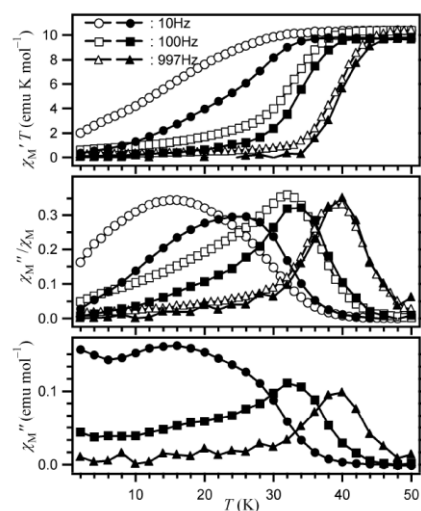 : 10Hz
: 100Hz
: 997Hz
χM′T (emu K mol⁻¹)
10
8
6
4
2
0
χM″/χM
0.3
0.2
0.1
0.0
χM″ (emu mol⁻¹)
0.1
0.0
10
20
30
40
50
T (K)